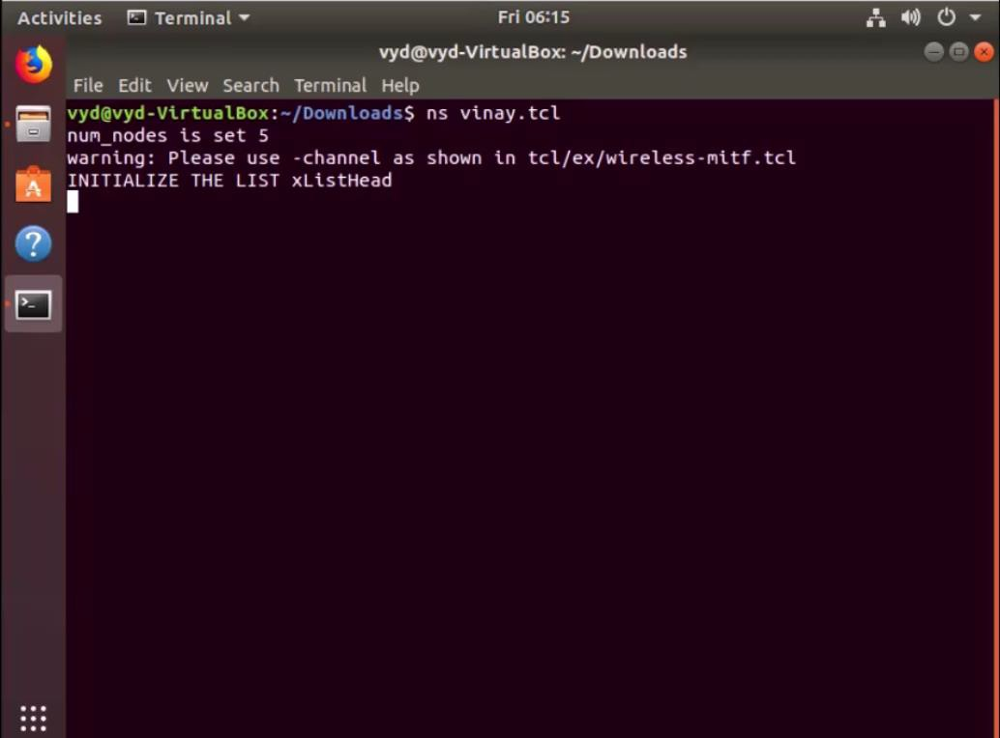 Activities Terminal Fri 06:15
vyd@vyd-VirtualBox: ~/Downloads
File Edit View Search Terminal Help
vyd@vyd-VirtualBox:~/Downloads$ ns vinay.tcl
num_nodes is set 5
warning: Please use -channel as shown in tcl/ex/wireless-mitf.tcl
INITIALIZE THE LIST xListHead